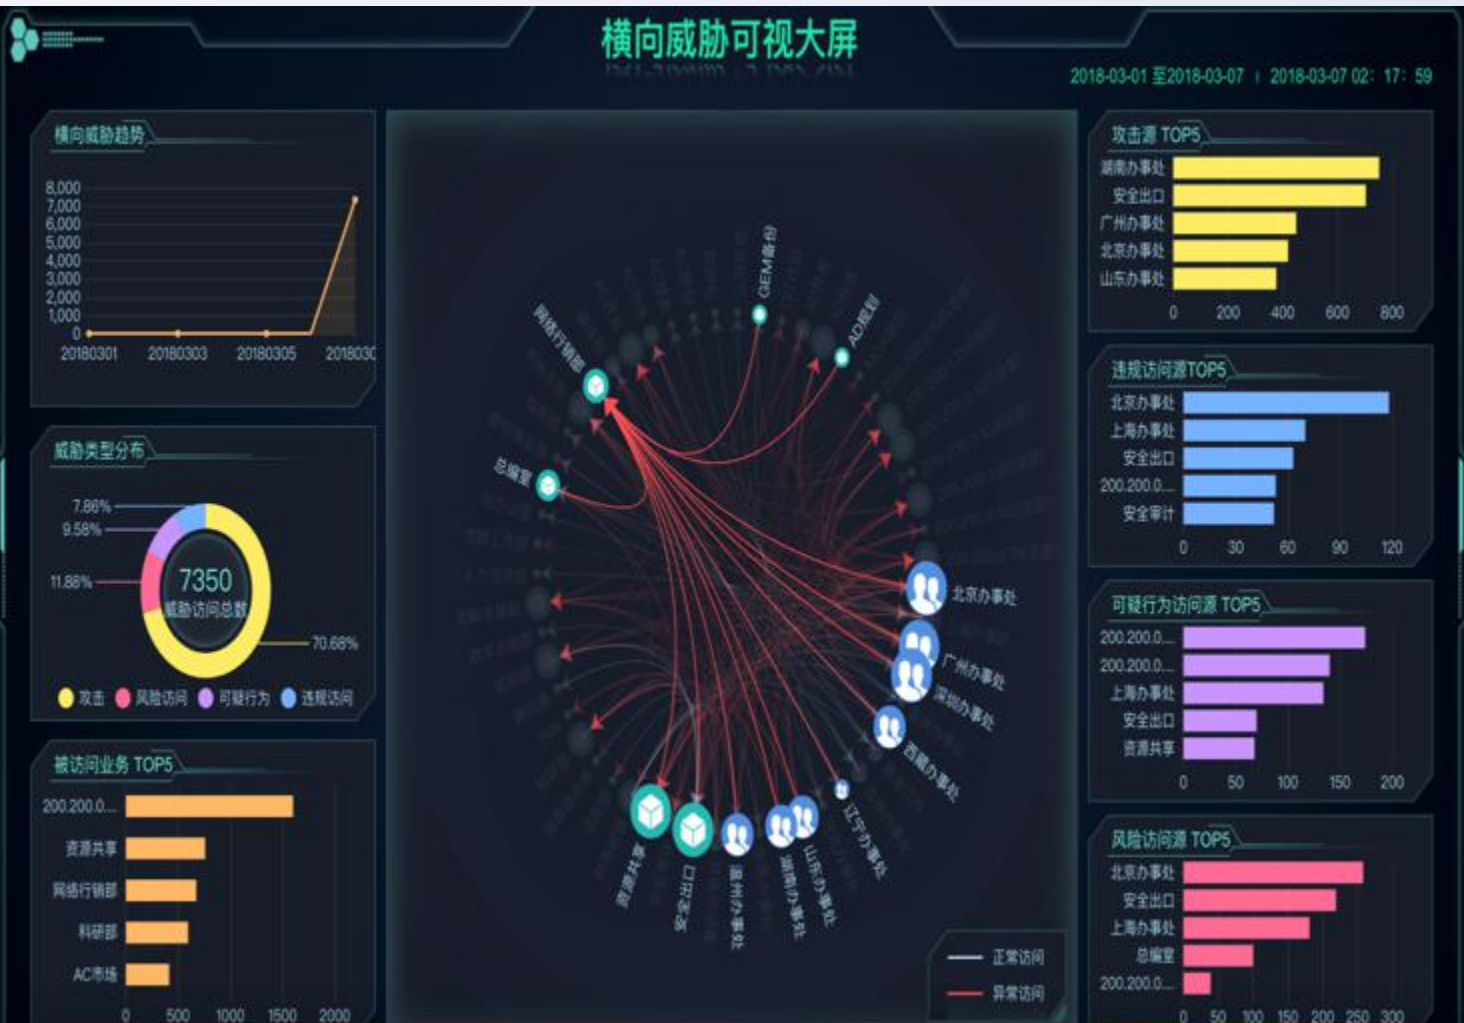 横向威胁可视大屏
2018-03-01 至2018-03-07 | 2018-03-07 02: 17: 59
横向威胁趋势
8,000
7,000
6,000
5,000
4,000
3,000
2,000
1,000
0
20180301 20180303 20180305 2018030
威胁类型分布
7.86%
9.58%
11.88%
7350
威胁访问总数
70.68%
攻击 风险访问 可疑行为 违规访问
被访问业务 TOP5
200.200.0....
资源共享
网络行销部
科研部
AC市场
0 500 1000 1500 2000
GEM备份
AD规划
网络行销部
总编室
北京办事处
广州办事处
深圳办事处
西藏办事处
辽宁办事处
山东办事处
湖南办事处
温州办事处
安全出口
资源共享
正常访问
异常访问
攻击源 TOP5
湖南办事处
安全出口
广州办事处
北京办事处
山东办事处
0 200 400 600 800
违规访问源TOP5
北京办事处
上海办事处
安全出口
200.200.0....
安全审计
0 30 60 90 120
可疑行为访问源 TOP5
200.200.0....
200.200.0....
上海办事处
安全出口
资源共享
0 50 100 150 200
风险访问源 TOP5
北京办事处
安全出口
上海办事处
总编室
200.200.0....
0 50 100 150 200 250 300